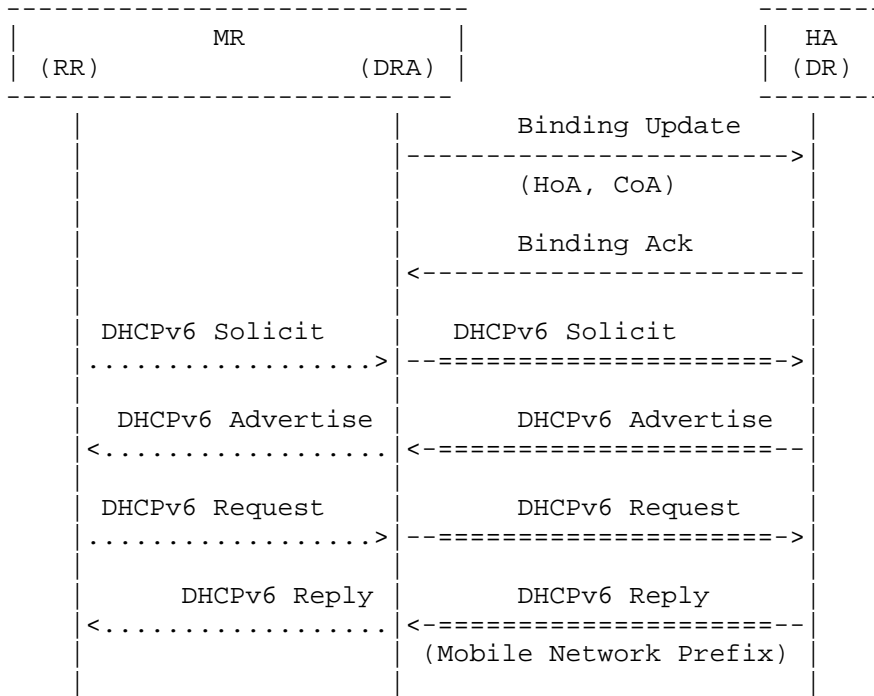 MR HA
(RR) (DRA) (DR)
Binding Update
(HoA, CoA)
Binding Ack
DHCPv6 Solicit DHCPv6 Solicit
DHCPv6 Advertise DHCPv6 Advertise
DHCPv6 Request DHCPv6 Request
DHCPv6 Reply DHCPv6 Reply
(Mobile Network Prefix)